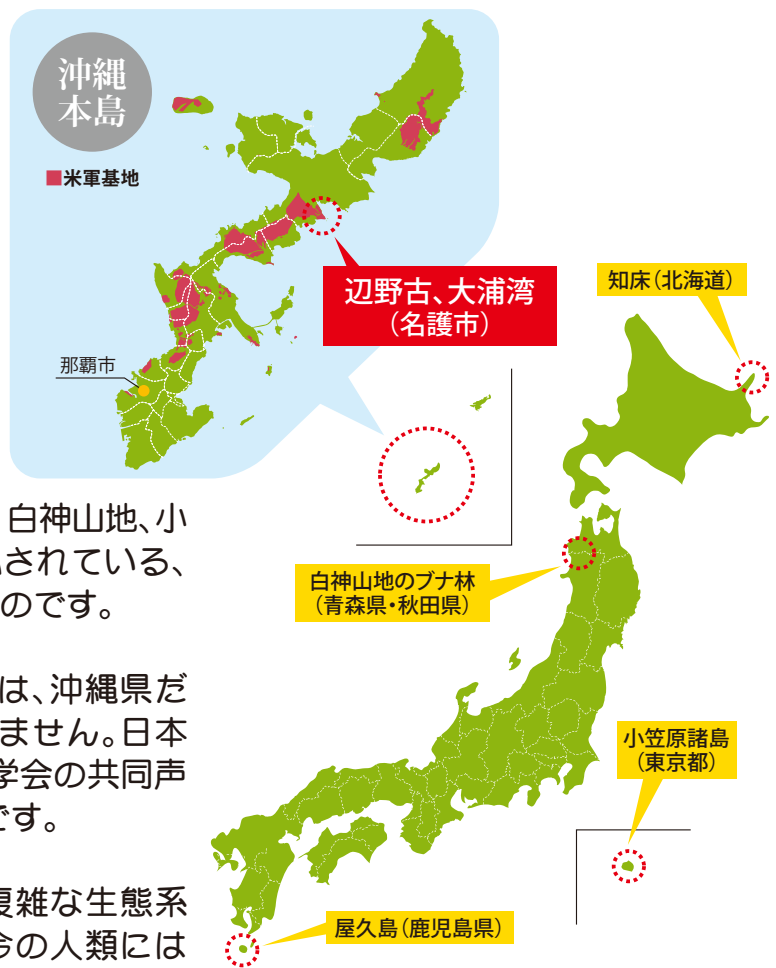 沖縄
本島
■米軍基地
辺野古、大浦湾
（名護市）
那覇市
知床（北海道）
白神山地のブナ林
（青森県・秋田県）
小笠原諸島
（東京都）
屋久島（鹿児島県）
白神山地、小
されている、
のです。
は、沖縄県だ
ません。日本
学会の共同声
です。
複雑な生態系
今の人類には